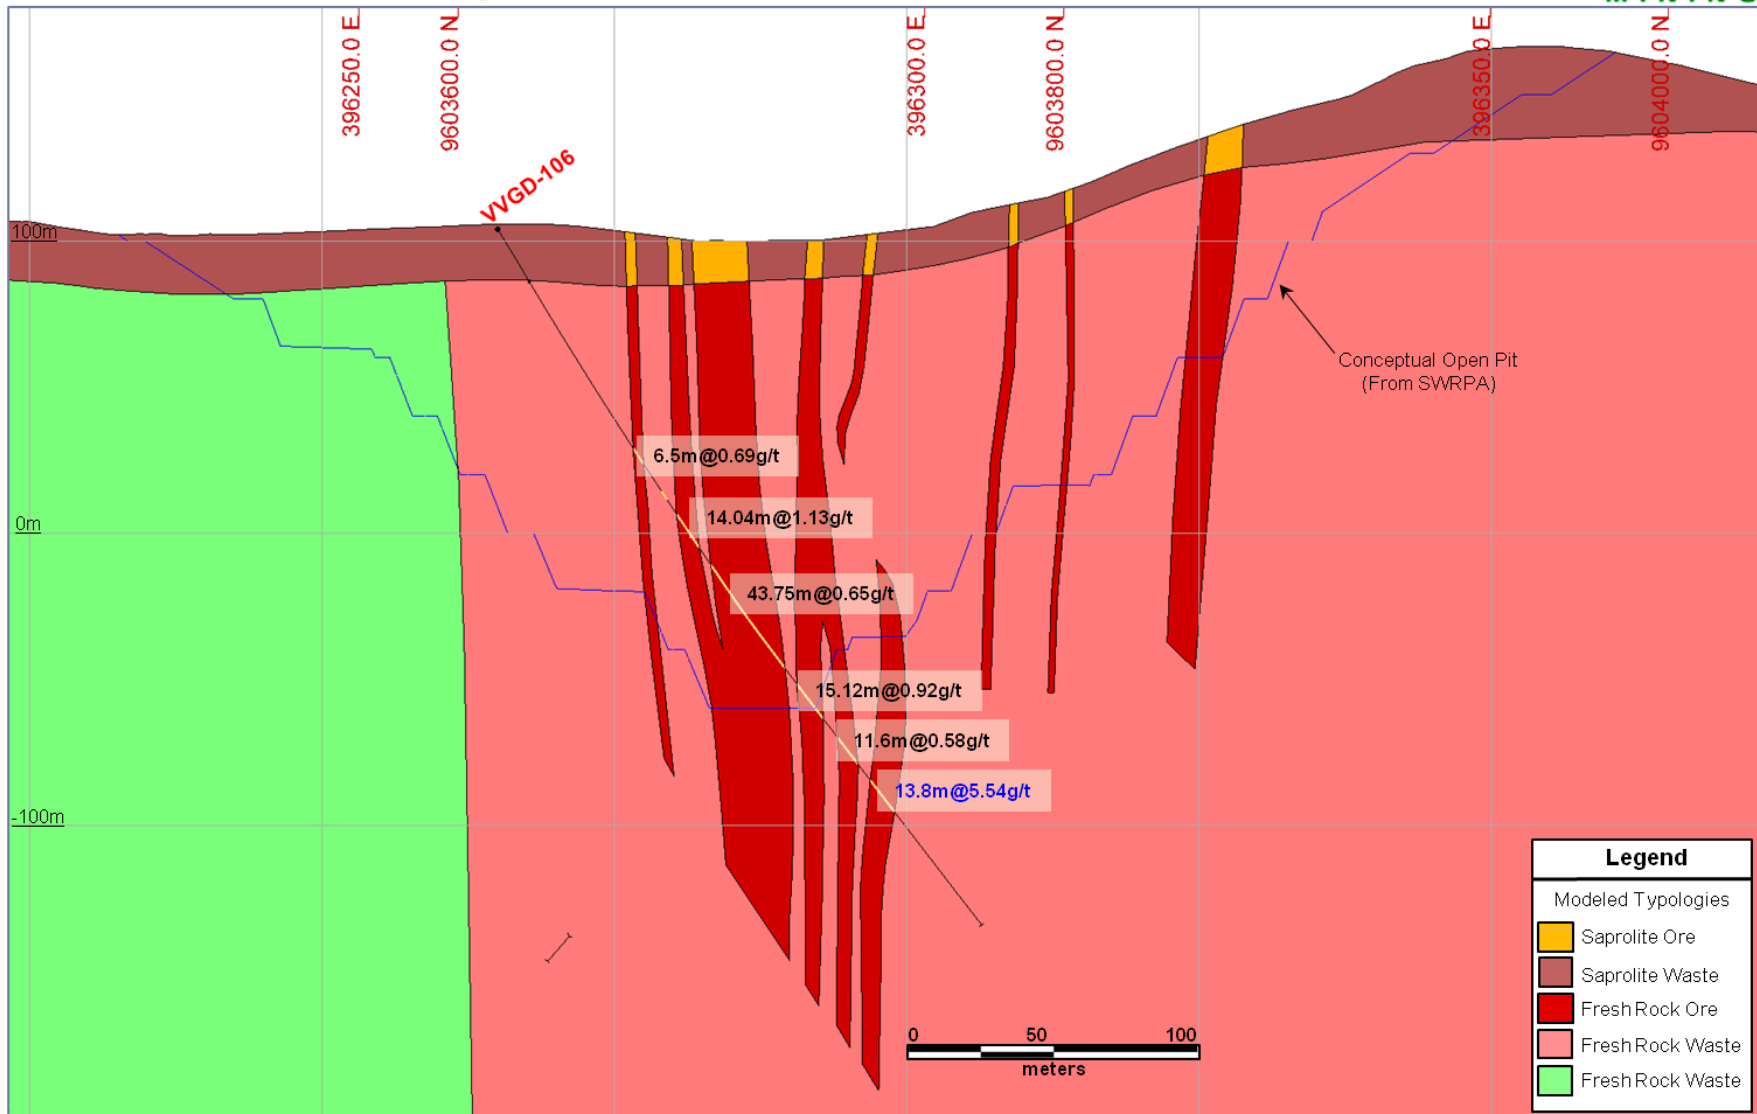 396250.0 E
9603600.0 N
396300.0 E
9603800.0 N
396350.0 E
9604000.0 N
VVGD-106
100m
Conceptual Open Pit
(From SWRPA)
6.5m@0.69g/t
14.04m@1.13g/t
0m
43.75m@0.65g/t
15.12m@0.92g/t
11.6m@0.58g/t
13.8m@5.54g/t
-100m
Legend
Modeled Typologies
Saprolite Ore
Saprolite Waste
Fresh Rock Ore
Fresh Rock Waste
Fresh Rock Waste
0 50 100
meters